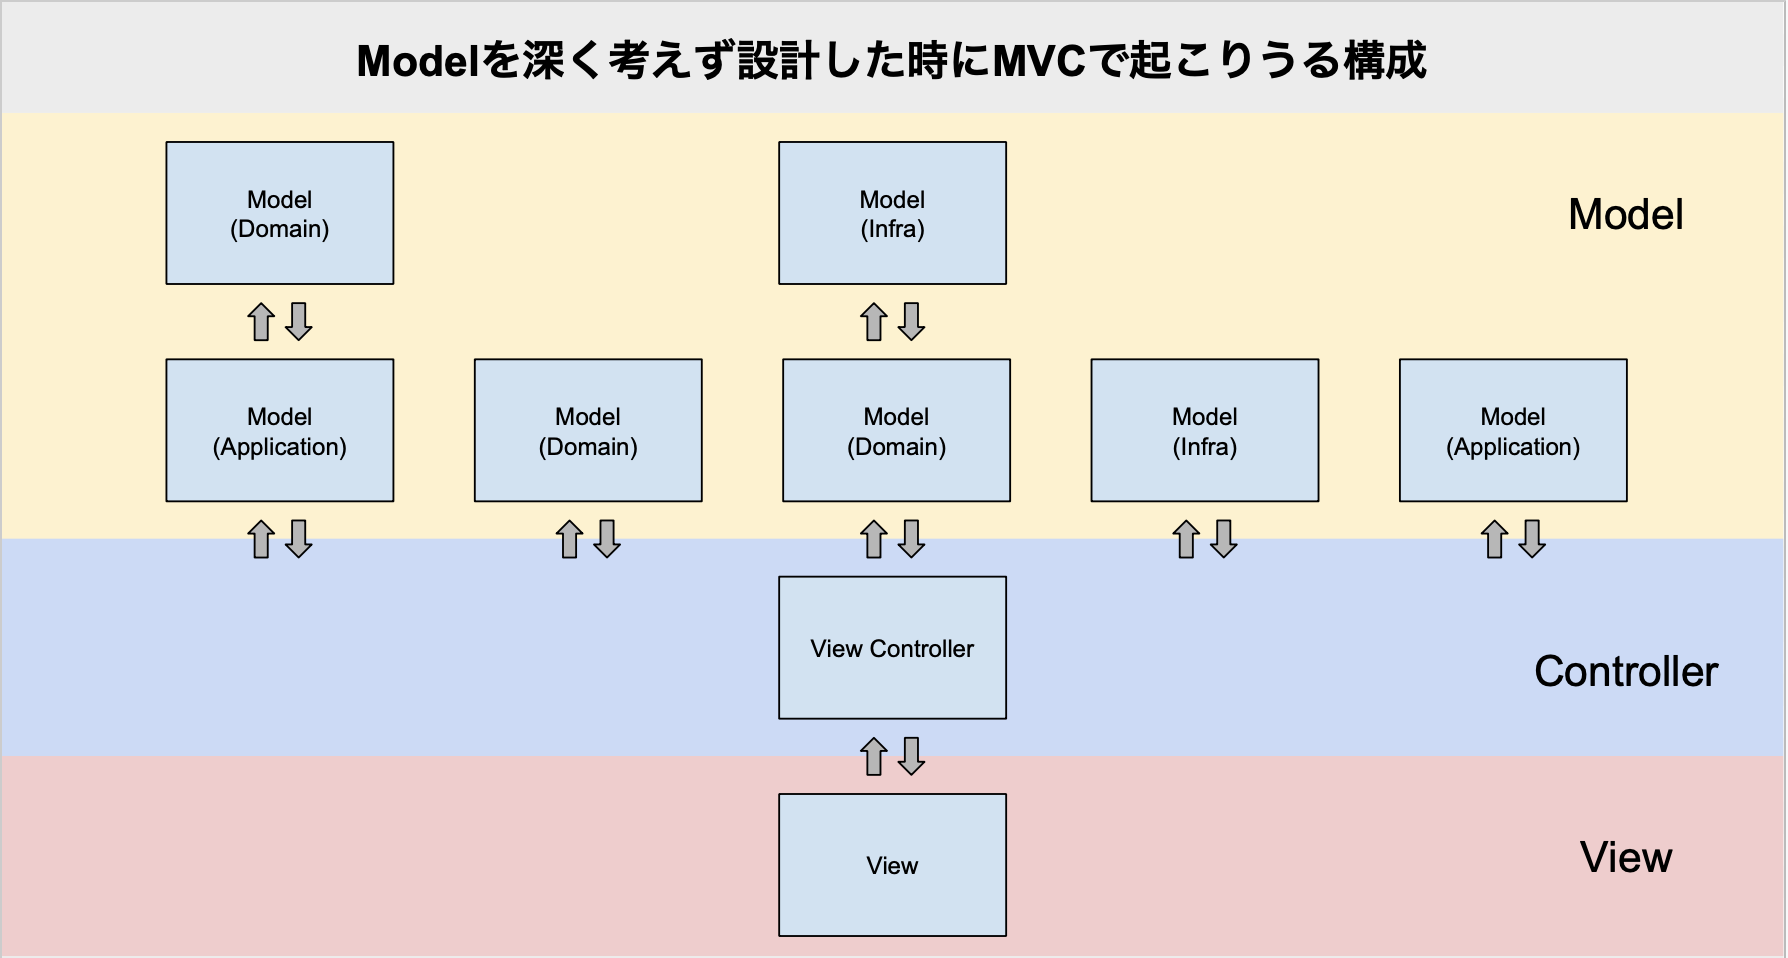 Modelを深く考えず設計した時にMVCで起こりうる構成
Model
(Domain)
Model
(Infra)
Model
Model
(Application)
Model
(Domain)
Model
(Domain)
Model
(Infra)
Model
(Application)
View Controller
Controller
View
View